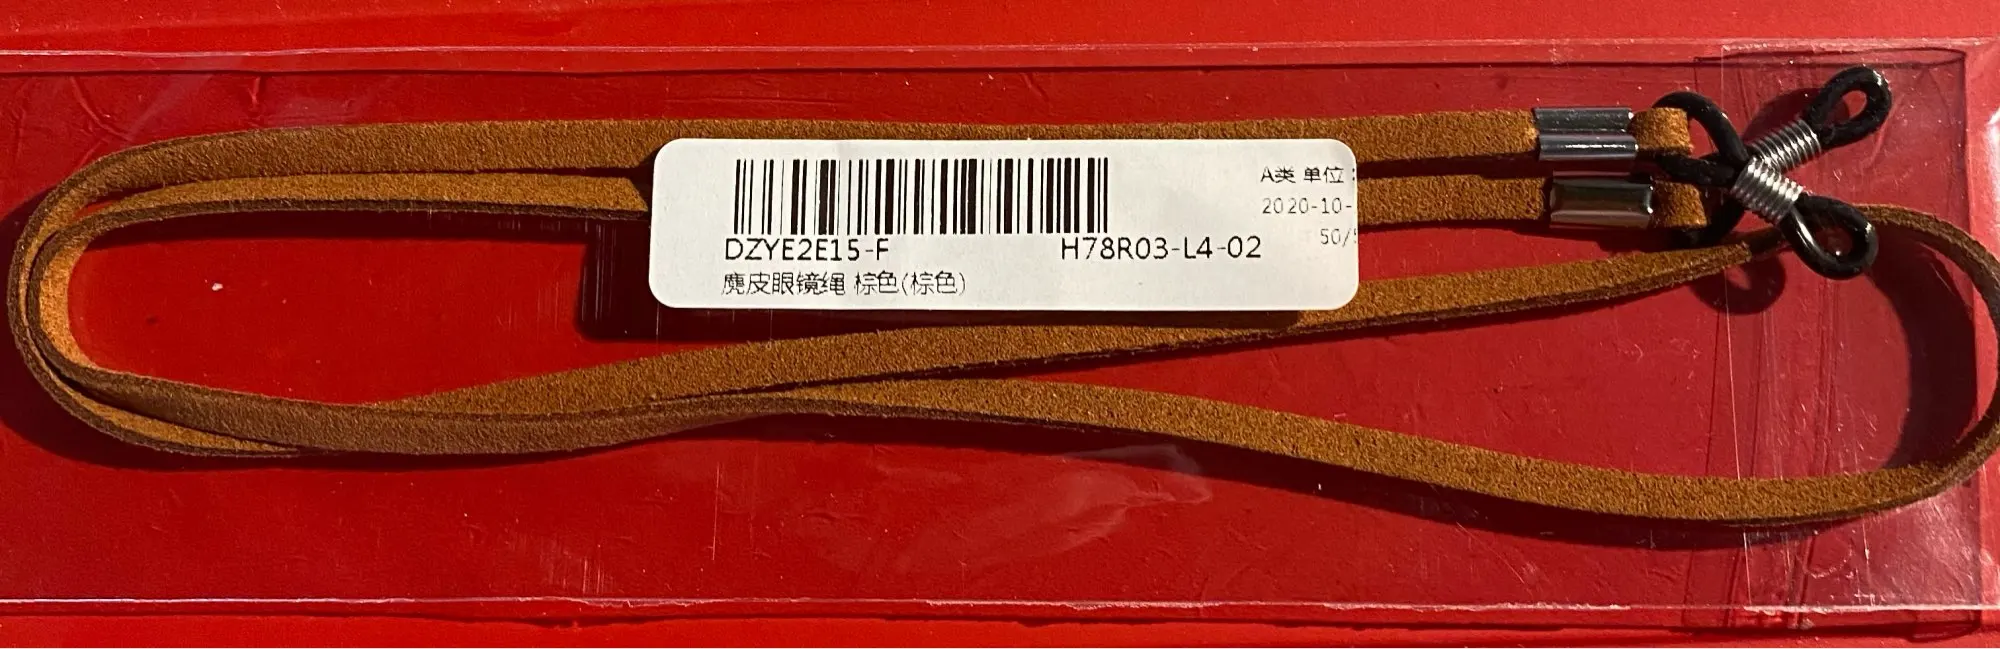 A类 单位:
2020-10-
50/
DZYE2E15-F H78R03-L4-02
麂皮眼镜绳 棕色(棕色)